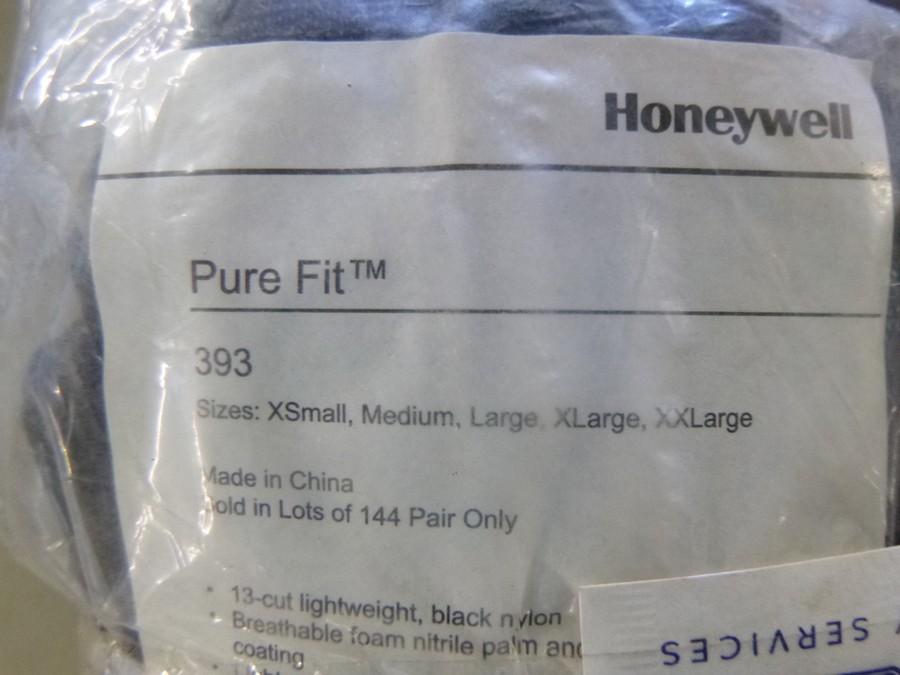 Honeywell
Pure Fit™
393
Sizes: XSmall, Medium, Large, XLarge, XXLarge
Made in China
Sold in Lots of 144 Pair Only
• 13-cut lightweight, black nylon
• Breathable foam nitrile palm and
coating
SERVICES